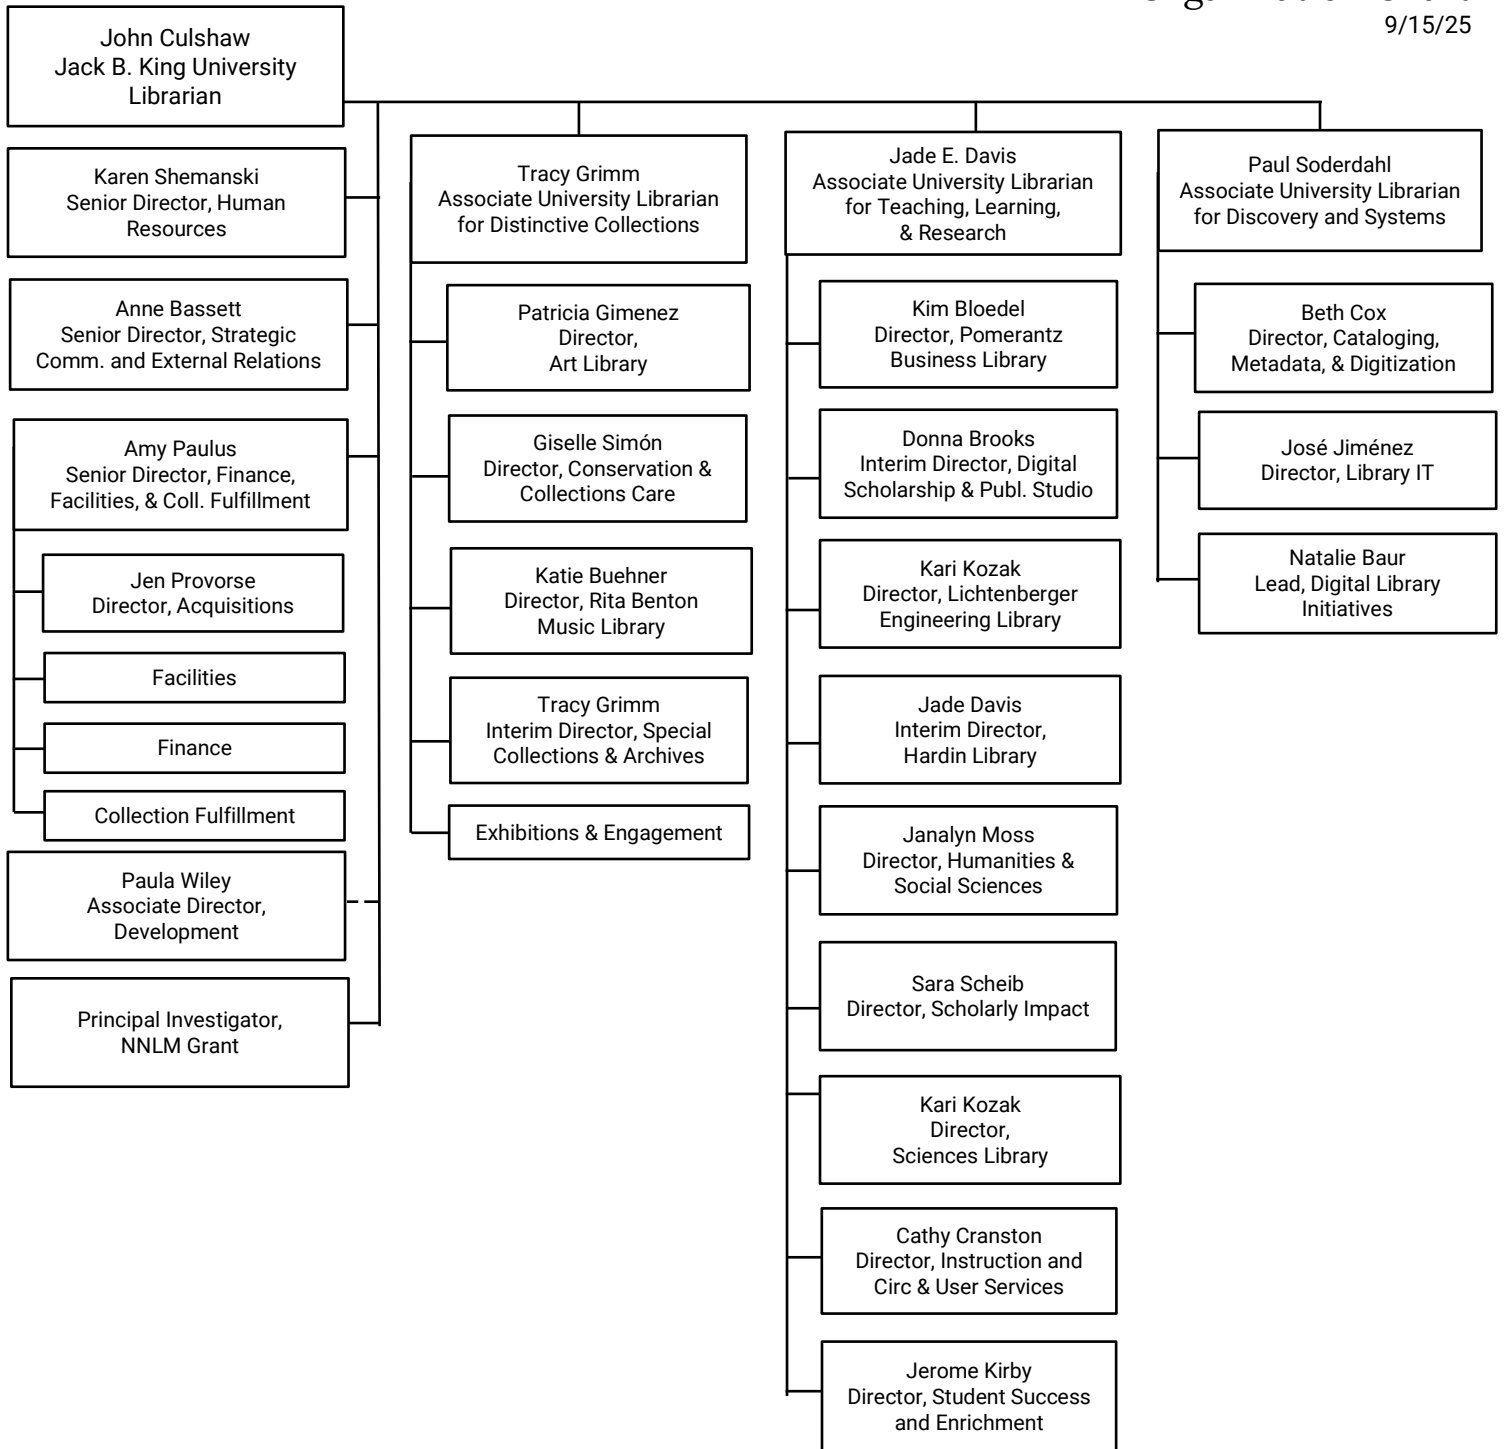 9/15/25
John Culshaw
Jack B. King University
Librarian
Karen Shemanski
Senior Director, Human
Resources
Anne Bassett
Senior Director, Strategic
Comm. and External Relations
Amy Paulus
Senior Director, Finance,
Facilities, & Coll. Fulfillment
Jen Provorse
Director, Acquisitions
Facilities
Finance
Collection Fulfillment
Paula Wiley
Associate Director,
Development
Principal Investigator,
NNLM Grant
Tracy Grimm
Associate University Librarian
for Distinctive Collections
Patricia Gimenez
Director,
Art Library
Giselle Simón
Director, Conservation &
Collections Care
Katie Buehner
Director, Rita Benton
Music Library
Tracy Grimm
Interim Director, Special
Collections & Archives
Exhibitions & Engagement
Jade E. Davis
Associate University Librarian
for Teaching, Learning,
& Research
Kim Bloedel
Director, Pomerantz
Business Library
Donna Brooks
Interim Director, Digital
Scholarship & Publ. Studio
Kari Kozak
Director, Lichtenberger
Engineering Library
Jade Davis
Interim Director,
Hardin Library
Janalyn Moss
Director, Humanities &
Social Sciences
Sara Scheib
Director, Scholarly Impact
Kari Kozak
Director,
Sciences Library
Cathy Cranston
Director, Instruction and
Circ & User Services
Jerome Kirby
Director, Student Success
and Enrichment
Paul Soderdahl
Associate University Librarian
for Discovery and Systems
Beth Cox
Director, Cataloging,
Metadata, & Digitization
José Jiménez
Director, Library IT
Natalie Baur
Lead, Digital Library
Initiatives